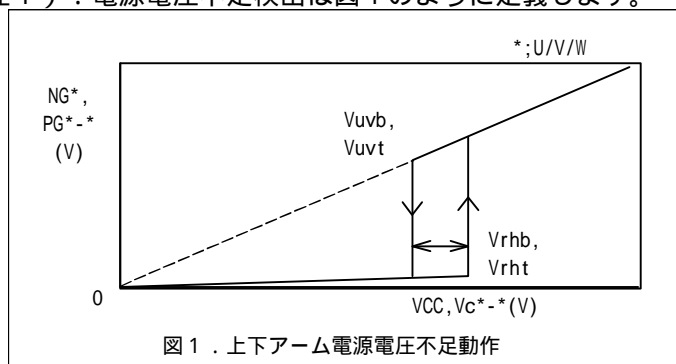 *;U/V/W
NG*,
PG*-*
(V)
Vuvb,
Vuvt
Vrhb,
Vrht
0
VCC,Vc*-*(V)
図1．上下アーム電源電圧不足動作